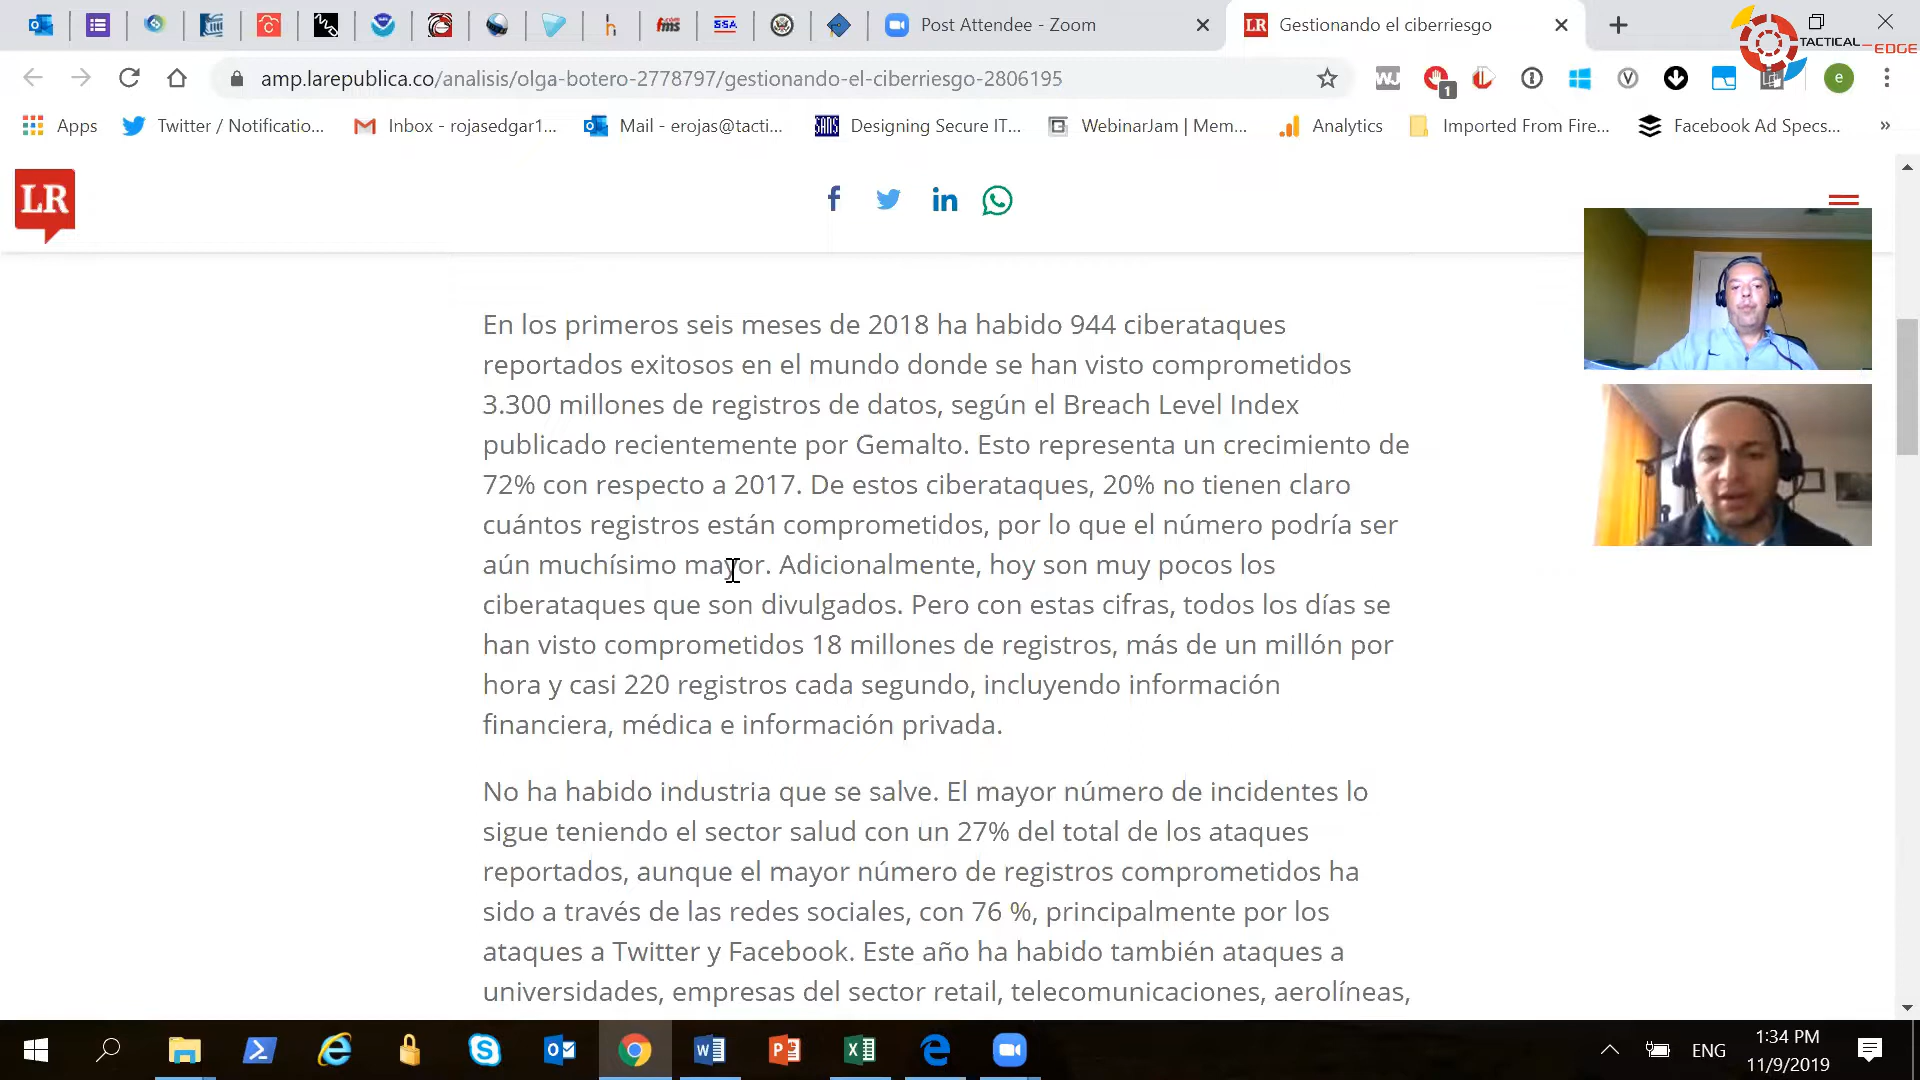 fms
SSA
Post Attendee - Zoom
LR
Gestionando el ciberriesgo
TACTICAL_EDGE
amp.larepublica.co/analisis/olga-botero-2778797/gestionando-el-ciberriesgo-2806195
WJ
1
V
e
Apps
Twitter / Notificatio...
Inbox - rojasedgar1...
Mail - erojas@tacti...
SANS
Designing Secure IT...
WebinarJam | Mem...
Analytics
Imported From Fire...
Facebook Ad Specs...
»
LR
En los primeros seis meses de 2018 ha habido 944 ciberataques
reportados exitosos en el mundo donde se han visto comprometidos
3.300 millones de registros de datos, según el Breach Level Index
publicado recientemente por Gemalto. Esto representa un crecimiento de
72% con respecto a 2017. De estos ciberataques, 20% no tienen claro
cuántos registros están comprometidos, por lo que el número podría ser
aún muchísimo mayor. Adicionalmente, hoy son muy pocos los
ciberataques que son divulgados. Pero con estas cifras, todos los días se
han visto comprometidos 18 millones de registros, más de un millón por
hora y casi 220 registros cada segundo, incluyendo información
financiera, médica e información privada.
No ha habido industria que se salve. El mayor número de incidentes lo
sigue teniendo el sector salud con un 27% del total de los ataques
reportados, aunque el mayor número de registros comprometidos ha
sido a través de las redes sociales, con 76 %, principalmente por los
ataques a Twitter y Facebook. Este año ha habido también ataques a
universidades, empresas del sector retail, telecomunicaciones, aerolíneas,
ENG
1:34 PM
11/9/2019